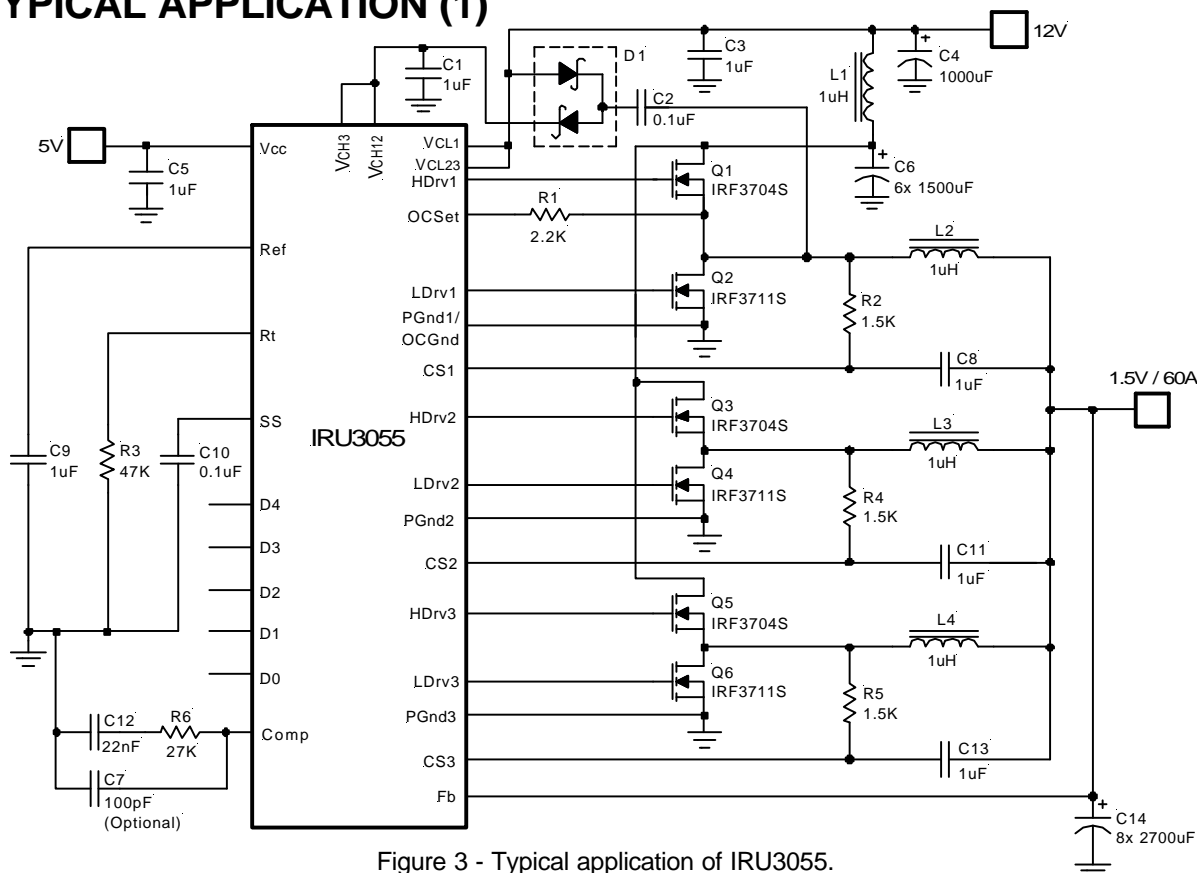 YPICAL APPLICATION (1)
12V
D1
C3
1uF
C4
1000uF
L1
1uH
C1
1uF
C2
0.1uF
5V
C5
1uF
Vcc
VCH3
VCH12
VCL1
VCL23
HDrv1
OCSet
R1
2.2K
Q1
IRF3704S
C6
6x 1500uF
L2
1uH
Ref
LDrv1
Q2
IRF3711S
R2
1.5K
PGnd1/
OCGnd
Rt
CS1
C8
1uF
1.5V / 60A
SS
IRU3055
HDrv2
Q3
IRF3704S
L3
1uH
C9
1uF
R3
47K
C10
0.1uF
LDrv2
Q4
IRF3711S
R4
1.5K
D4
PGnd2
D3
CS2
C11
1uF
D2
HDrv3
Q5
IRF3704S
L4
1uH
D1
D0
LDrv3
Q6
IRF3711S
R5
1.5K
PGnd3
C12
22nF
R6
27K
Comp
CS3
C13
1uF
C7
100pF
(Optional)
Fb
C14
8x 2700uF
Figure 3 - Typical application of IRU3055.